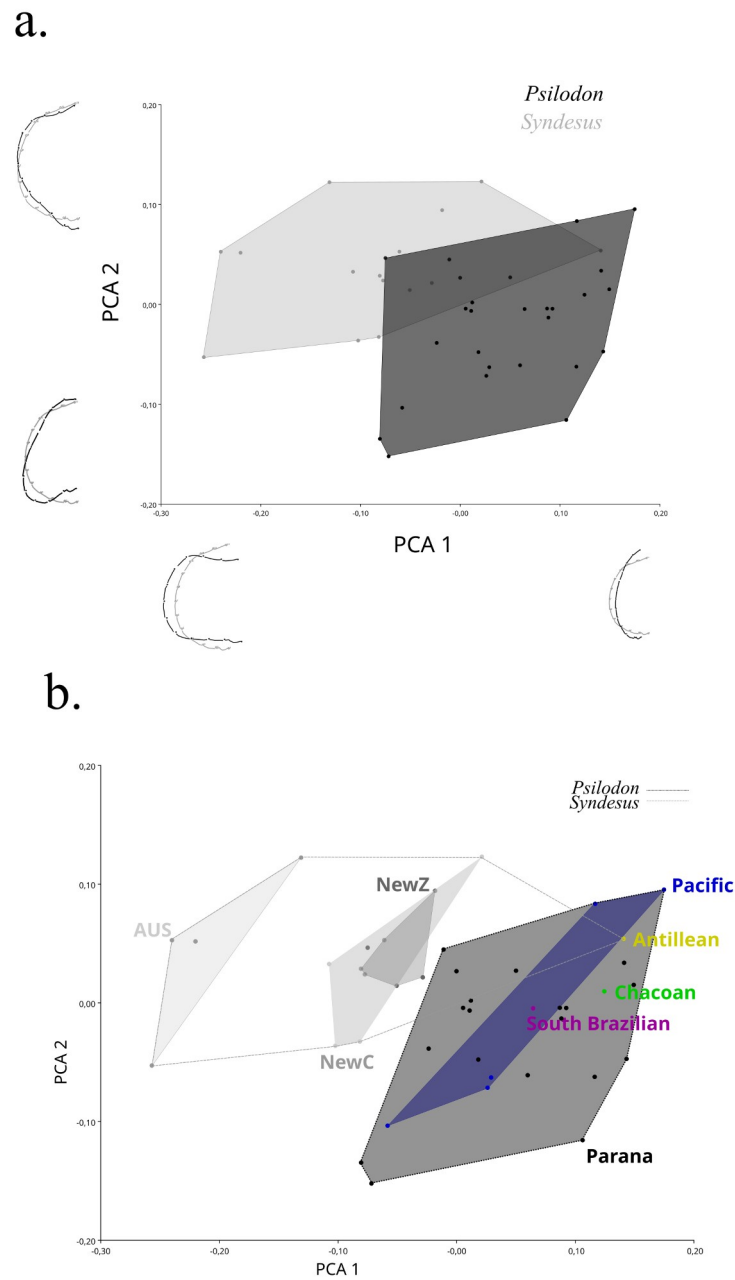 a.
Psilodon
Syndesus
0,20
0,10
0,00
-0,10
-0,20
PCA 2
-0,30
-0,20
-0,10
-0,00
0,10
0,20
PCA 1
b.
0,20
0,10
0,00
-0,10
-0,20
PCA 2
Psilodon
Syndesus
Pacific
NewZ
AUS
Antillean
Chacoan
South Brazilian
NewC
Parana
-0,30
-0,20
-0,10
-0,00
0,10
0,20
PCA 1